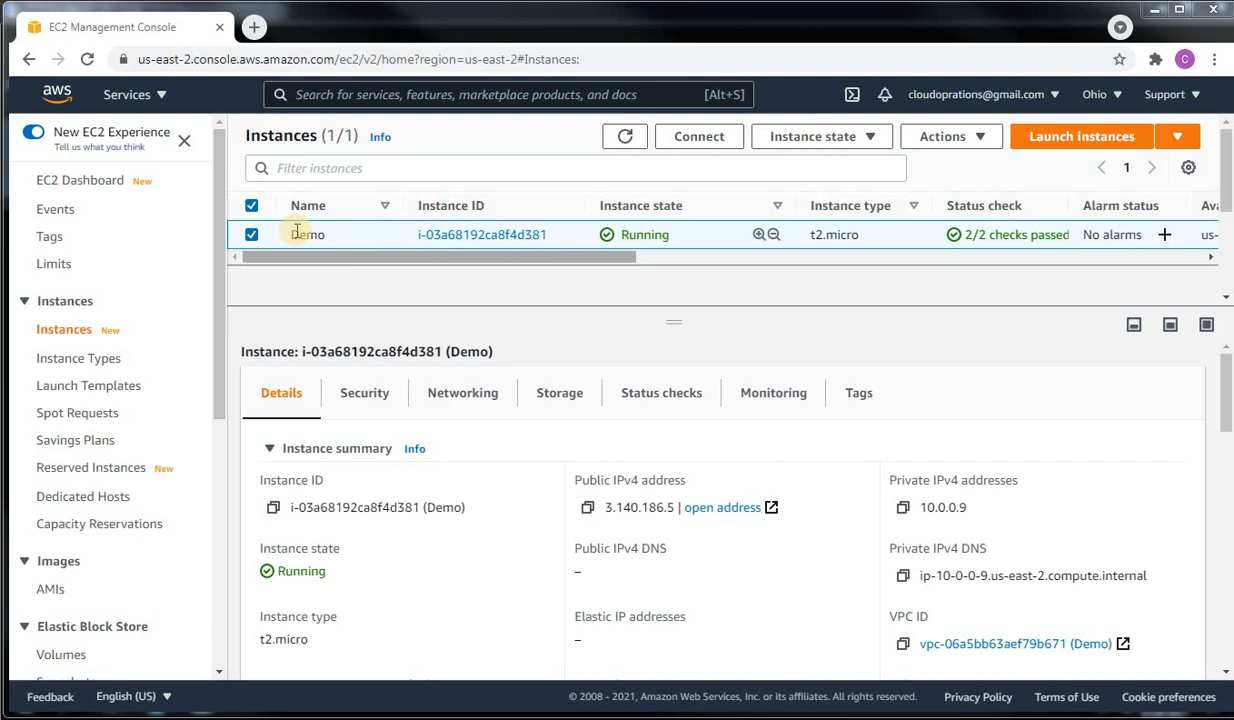 EC2 Management Console
us-east-2.console.aws.amazon.com/ec2/v2/home?region=us-east-2#Instances:
C
aws
Services
Search for services, features, marketplace products, and docs
[Alt+S]
cloudoprations@gmail.com
Ohio
Support
New EC2 Experience
Tell us what you think
EC2 Dashboard New
Events
Tags
Limits
Instances
Instances New
Instance Types
Launch Templates
Spot Requests
Savings Plans
Reserved Instances New
Dedicated Hosts
Capacity Reservations
Images
AMIs
Elastic Block Store
Volumes
Instances (1/1) Info
Connect
Instance state
Actions
Launch instances
Filter instances
1
Name
Instance ID
Instance state
Instance type
Status check
Alarm status
Ava
Demo
i-03a68192ca8f4d381
Running
t2.micro
2/2 checks passed
No alarms
us-
Instance: i-03a68192ca8f4d381 (Demo)
Details
Security
Networking
Storage
Status checks
Monitoring
Tags
Instance summary Info
Instance ID
i-03a68192ca8f4d381 (Demo)
Public IPv4 address
3.140.186.5 | open address
Private IPv4 addresses
10.0.0.9
Instance state
Running
Public IPv4 DNS
–
Private IPv4 DNS
ip-10-0-0-9.us-east-2.compute.internal
Instance type
t2.micro
Elastic IP addresses
–
VPC ID
vpc-06a5bb63aef79b671 (Demo)
Feedback
English (US)
© 2008 - 2021, Amazon Web Services, Inc. or its affiliates. All rights reserved.
Privacy Policy
Terms of Use
Cookie preferences